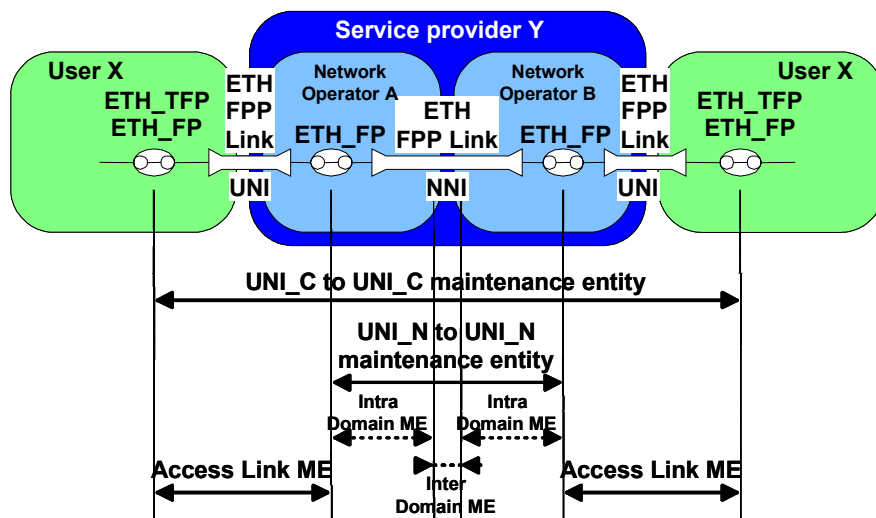 Service provider Y
User X
Network
Operator A
Network
Operator B
User X
ETH
FPP
Link
ETH_TFP
ETH_FP
ETH_FP
ETH
FPP Link
ETH_FP
ETH
FPP
Link
ETH_TFP
ETH_FP
UNI
NNI
UNI
UNI_C to UNI_C maintenance entity
UNI_N to UNI_N
maintenance entity
Intra
Domain ME
Intra
Domain ME
Access Link ME
Inter
Domain ME
Access Link ME